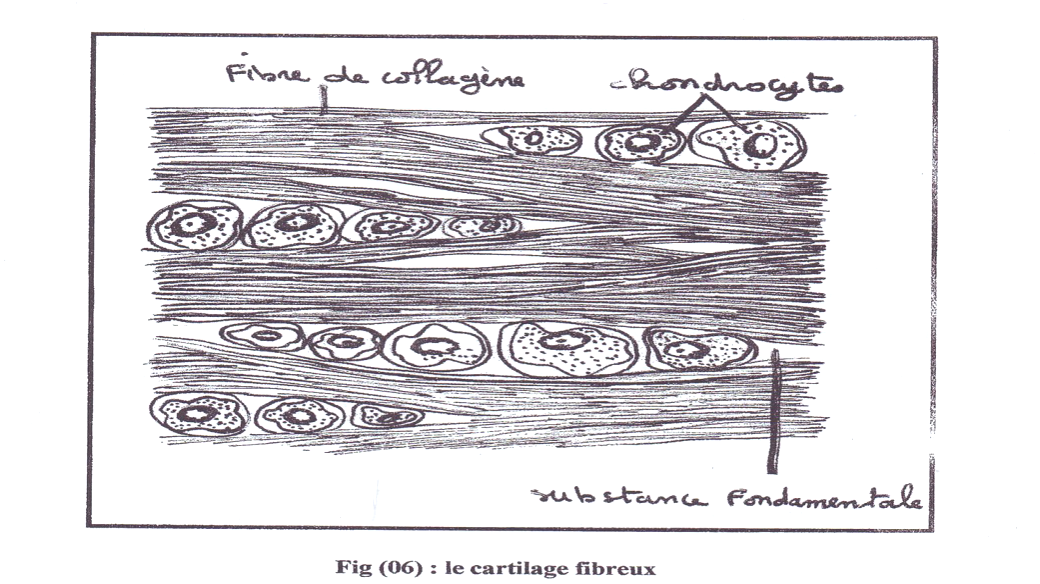 Fibre de collagène
chondrocytes
substance Fondamentale
Fig (06) : le cartilage fibreux